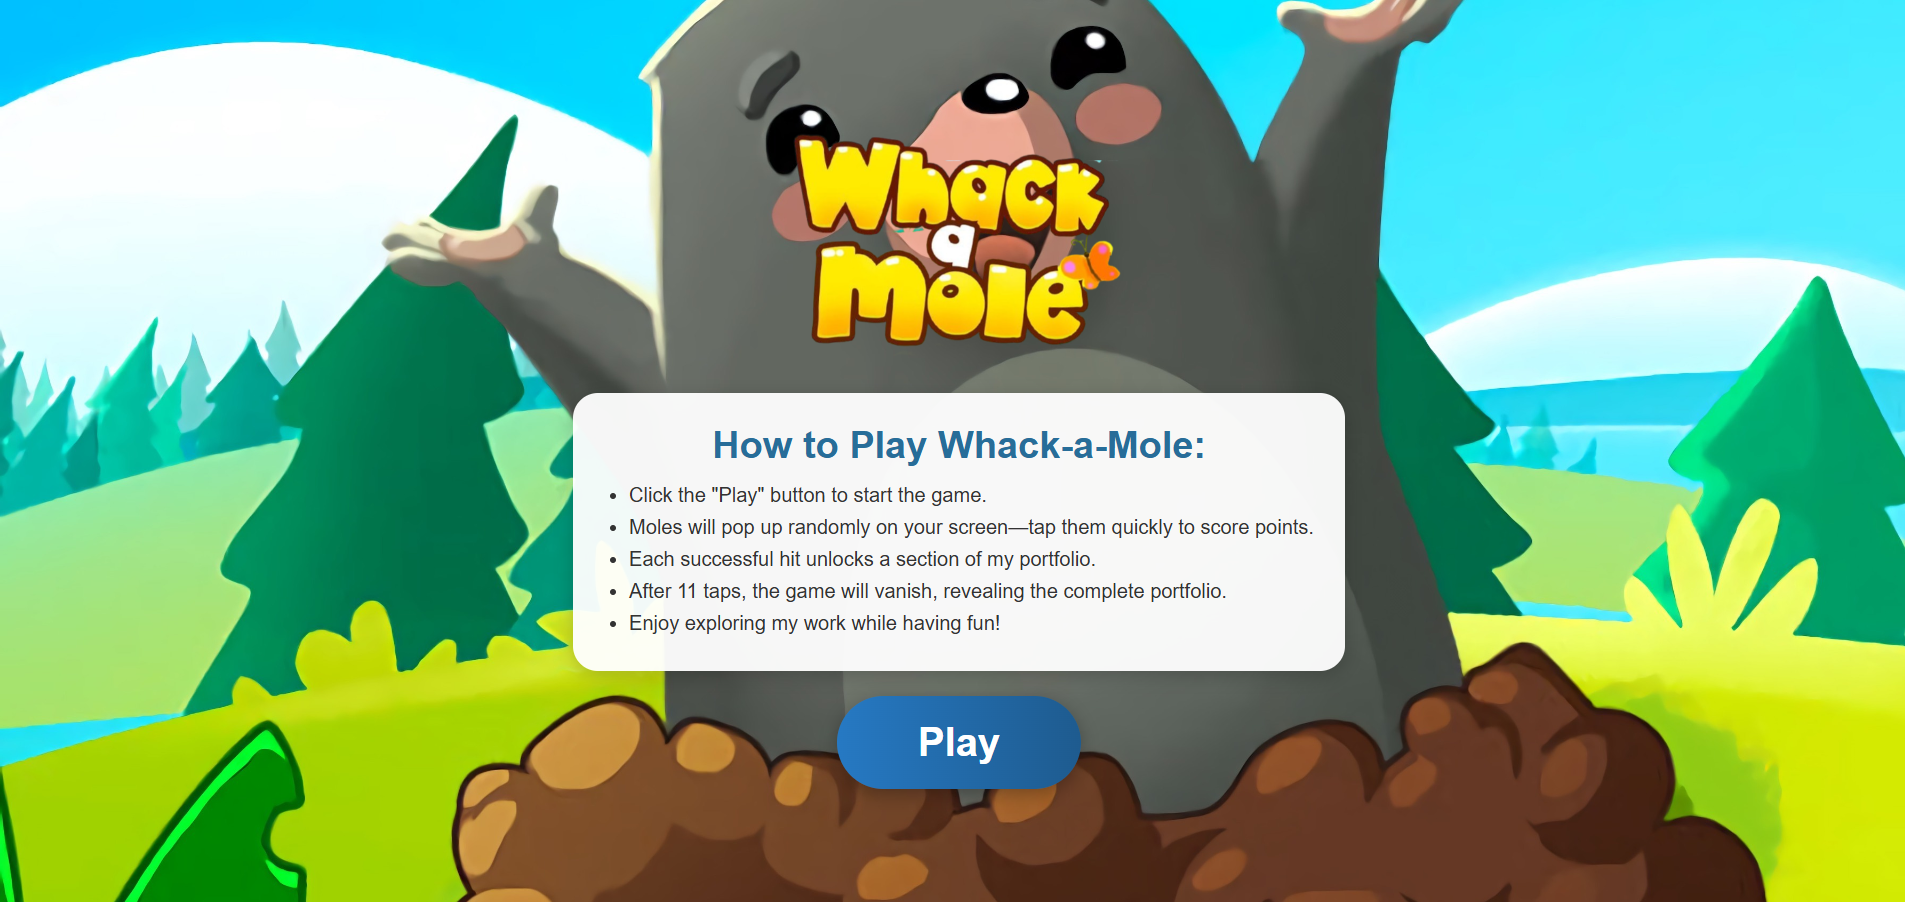 Whack
a
Mole
How to Play Whack-a-Mole:
Click the "Play" button to start the game.
Moles will pop up randomly on your screen—tap them quickly to score points.
Each successful hit unlocks a section of my portfolio.
After 11 taps, the game will vanish, revealing the complete portfolio.
Enjoy exploring my work while having fun!
Play